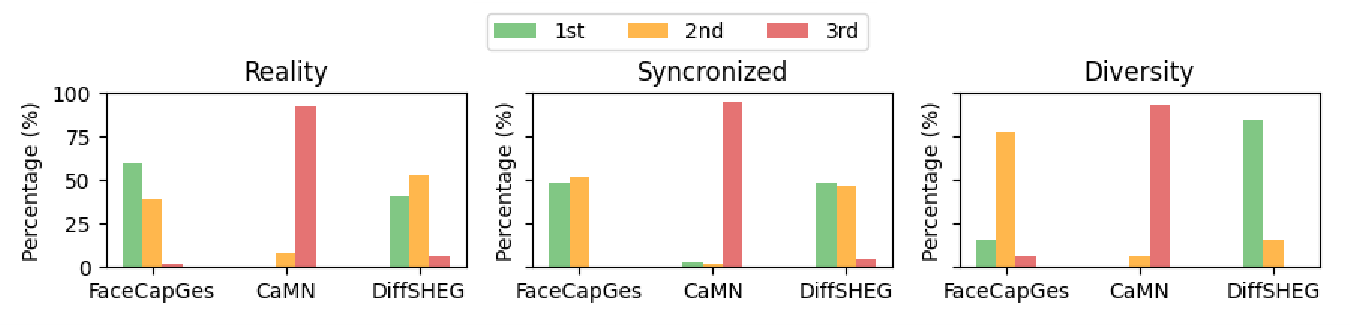 1st 2nd 3rd
Reality Syncronized Diversity
Percentage (%) Percentage (%) Percentage (%)
100
75
50
25
0
FaceCapGes CaMN DiffSHEG FaceCapGes CaMN DiffSHEG FaceCapGes CaMN DiffSHEG